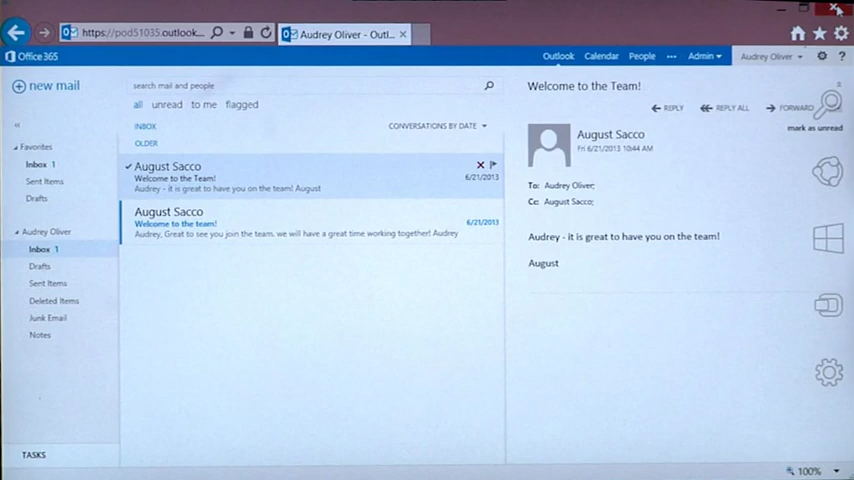 https://pod51035.outlook....
Audrey Oliver - Outl...
Office 365
Outlook Calendar People ••• Admin Audrey Oliver ?
new mail
search mail and people
all unread to me flagged
INBOX CONVERSATIONS BY DATE
OLDER
Favorites
Inbox 1
Sent Items
Drafts
Audrey Oliver
Inbox 1
Drafts
Sent Items
Deleted Items
Junk Email
Notes
TASKS
August Sacco
Welcome to the Team! 6/21/2013
Audrey - it is great to have you on the team! August
August Sacco
Welcome to the team! 6/21/2013
Audrey, Great to see you join the team, we will have a great time working together! Audrey
Welcome to the Team!
REPLY REPLY ALL FORWARD
mark as unread
August Sacco
Fri 6/21/2013 10:44 AM
To: Audrey Oliver;
Cc: August Sacco;
Audrey - it is great to have you on the team!
August
100%